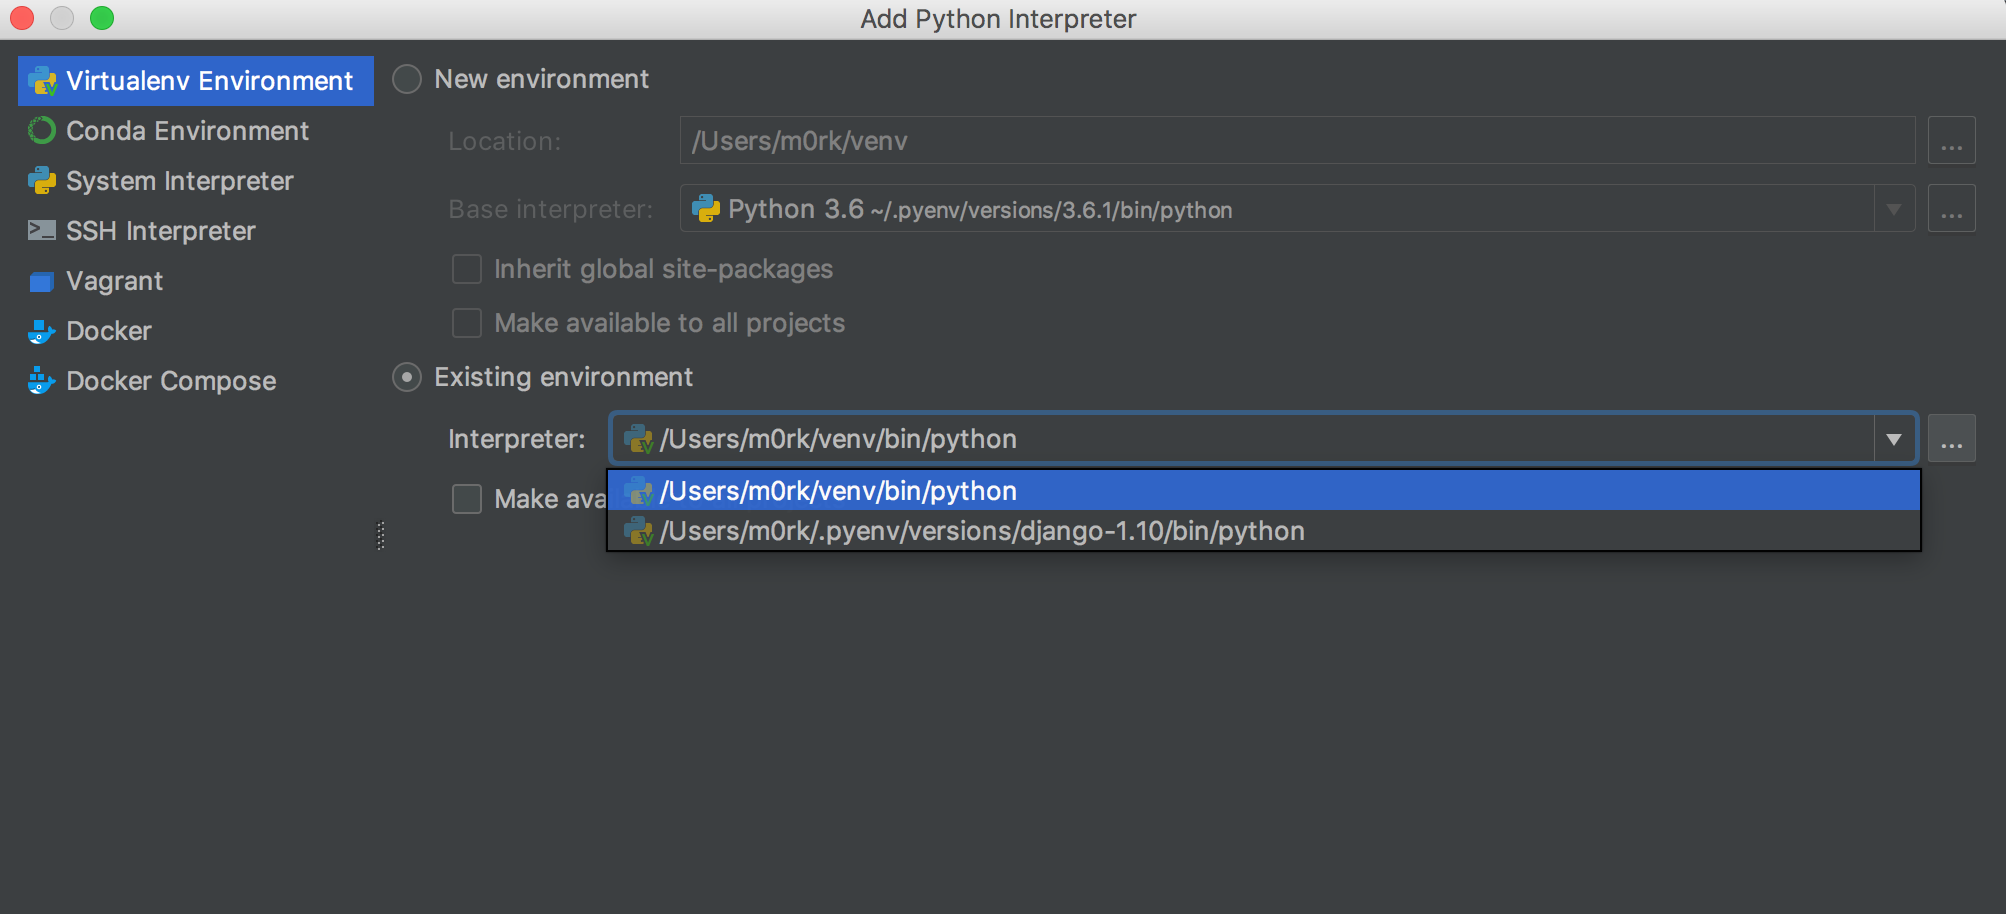 Add Python Interpreter
Virtualenv Environment
Conda Environment
System Interpreter
SSH Interpreter
Vagrant
Docker
Docker Compose
New environment
Location: /Users/m0rk/venv ...
Base interpreter: Python 3.6 ~/.pyenv/versions/3.6.1/bin/python ...
Inherit global site-packages
Make available to all projects
Existing environment
Interpreter: /Users/m0rk/venv/bin/python ...
/Users/m0rk/venv/bin/python
Make ava
/Users/m0rk/.pyenv/versions/django-1.10/bin/python